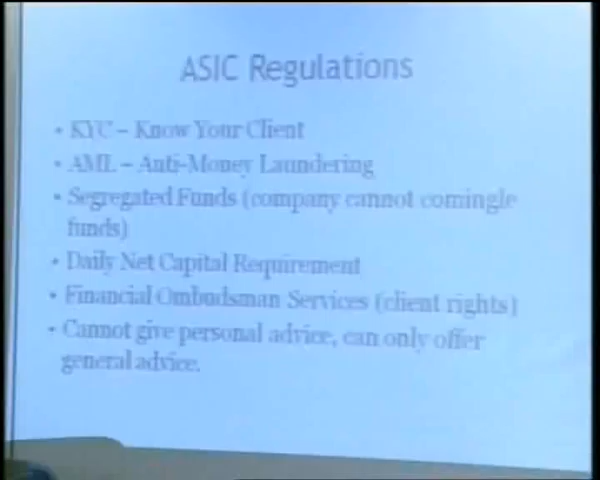 ASIC Regulations
• KYC – Know Your Client
• AML – Anti-Money Laundering
• Segregated Funds (company cannot comingle
funds)
• Daily Net Capital Requirement
• Financial Ombudsman Services (client rights)
• Cannot give personal advice, can only offer
general advice.